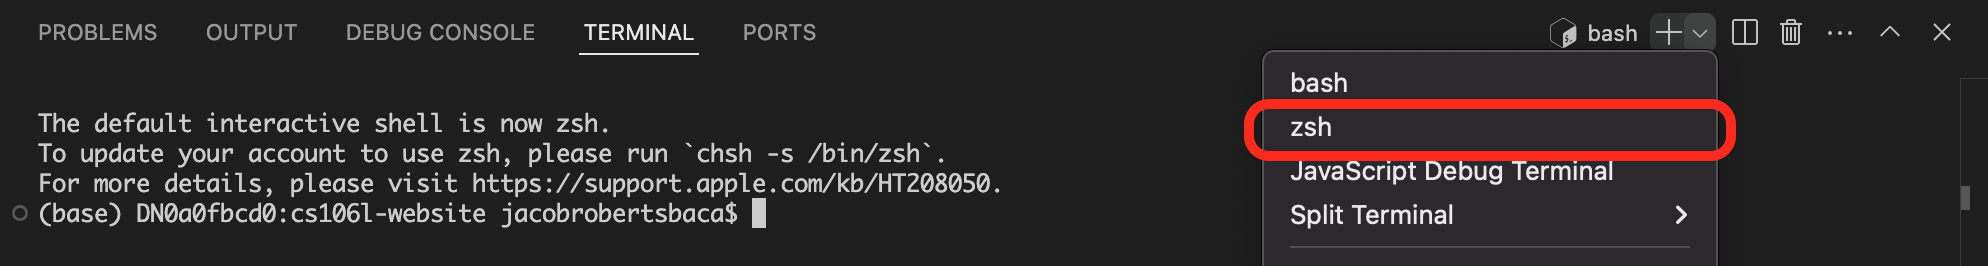 PROBLEMS OUTPUT DEBUG CONSOLE TERMINAL PORTS bash
bash
zsh
JavaScript Debug Terminal
Split Terminal
The default interactive shell is now zsh.
To update your account to use zsh, please run `chsh -s /bin/zsh`.
For more details, please visit https://support.apple.com/kb/HT208050.
(base) DN0a0fbcd0:cs106l-website jacobrobertsbaca$